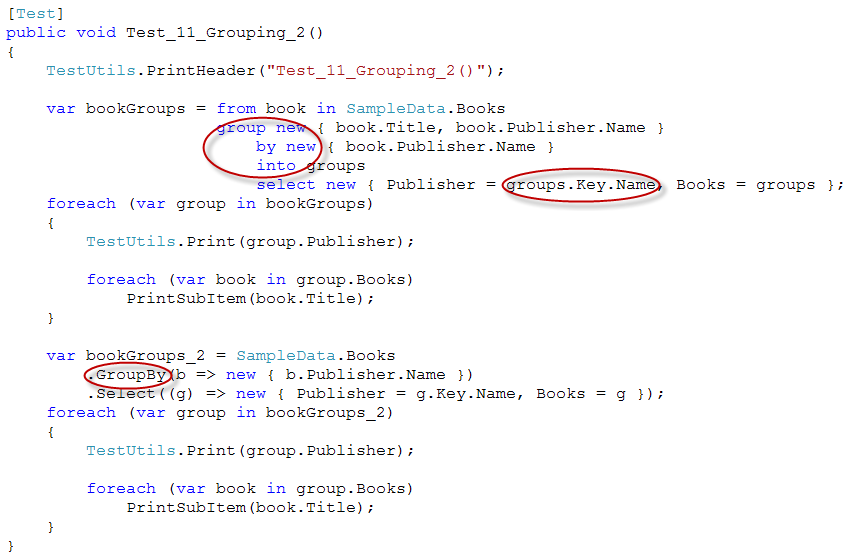 [Test]
public void Test_11_Grouping_2()
{
    TestUtils.PrintHeader("Test_11_Grouping_2()");
    var bookGroups = from book in SampleData.Books
                     group new { book.Title, book.Publisher.Name }
                         by new { book.Publisher.Name }
                         into groups
                         select new { Publisher = groups.Key.Name, Books = groups };
    foreach (var group in bookGroups)
    {
        TestUtils.Print(group.Publisher);
        foreach (var book in group.Books)
            PrintSubItem(book.Title);
    }
    var bookGroups_2 = SampleData.Books
        .GroupBy(b => new { b.Publisher.Name })
        .Select((g) => new { Publisher = g.Key.Name, Books = g });
    foreach (var group in bookGroups_2)
    {
        TestUtils.Print(group.Publisher);
        foreach (var book in group.Books)
            PrintSubItem(book.Title);
    }
}